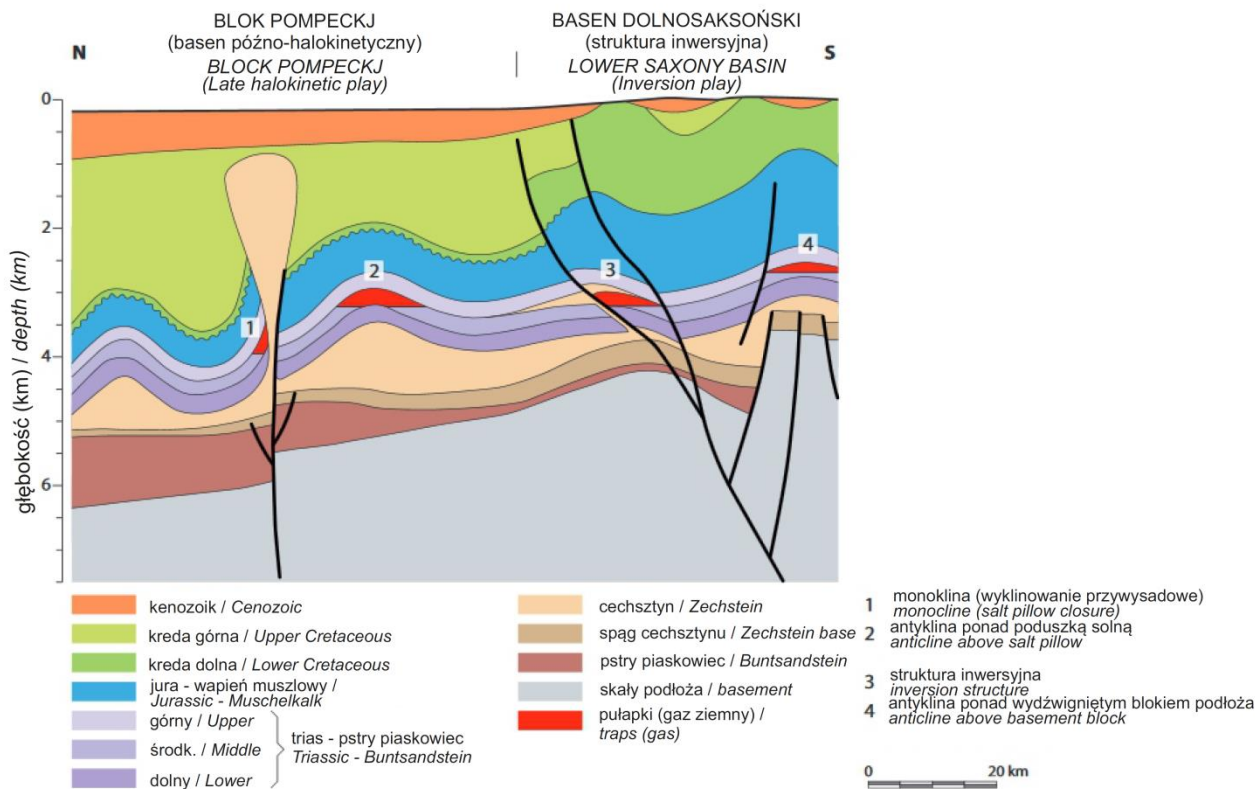 BLOK POMPECKJ
(basen późno-halokinetyczny)
BLOCK POMPECKJ
(Late halokinetic play)
BASEN DOLNOSAKSOŃSKI
(struktura inwersyjna)
LOWER SAXONY BASIN
(Inversion play)
N
S
głębokość (km) / depth (km)
0
2
4
6
1
2
3
4
kenozoik / Cenozoic
kreda górna / Upper Cretaceous
kreda dolna / Lower Cretaceous
jura - wapień muszlowy /
Jurassic - Muschelkalk
górny / Upper
środk. / Middle
dolny / Lower
trias - pstry piaskowiec
Triassic - Buntsandstein
cechsztyn / Zechstein
spąg cechsztynu / Zechstein base
pstry piaskowiec / Buntsandstein
skały podłoża / basement
pułapki (gaz ziemny) /
traps (gas)
1 monoklina (wyklinowanie przywysadowe)
monocline (salt pillow closure)
2 antyklina ponad poduszką solną
anticline above salt pillow
3 struktura inwersyjna
inversion structure
4 antyklina ponad wydźwigniętym blokiem podłoża
anticline above basement block
0 20 km